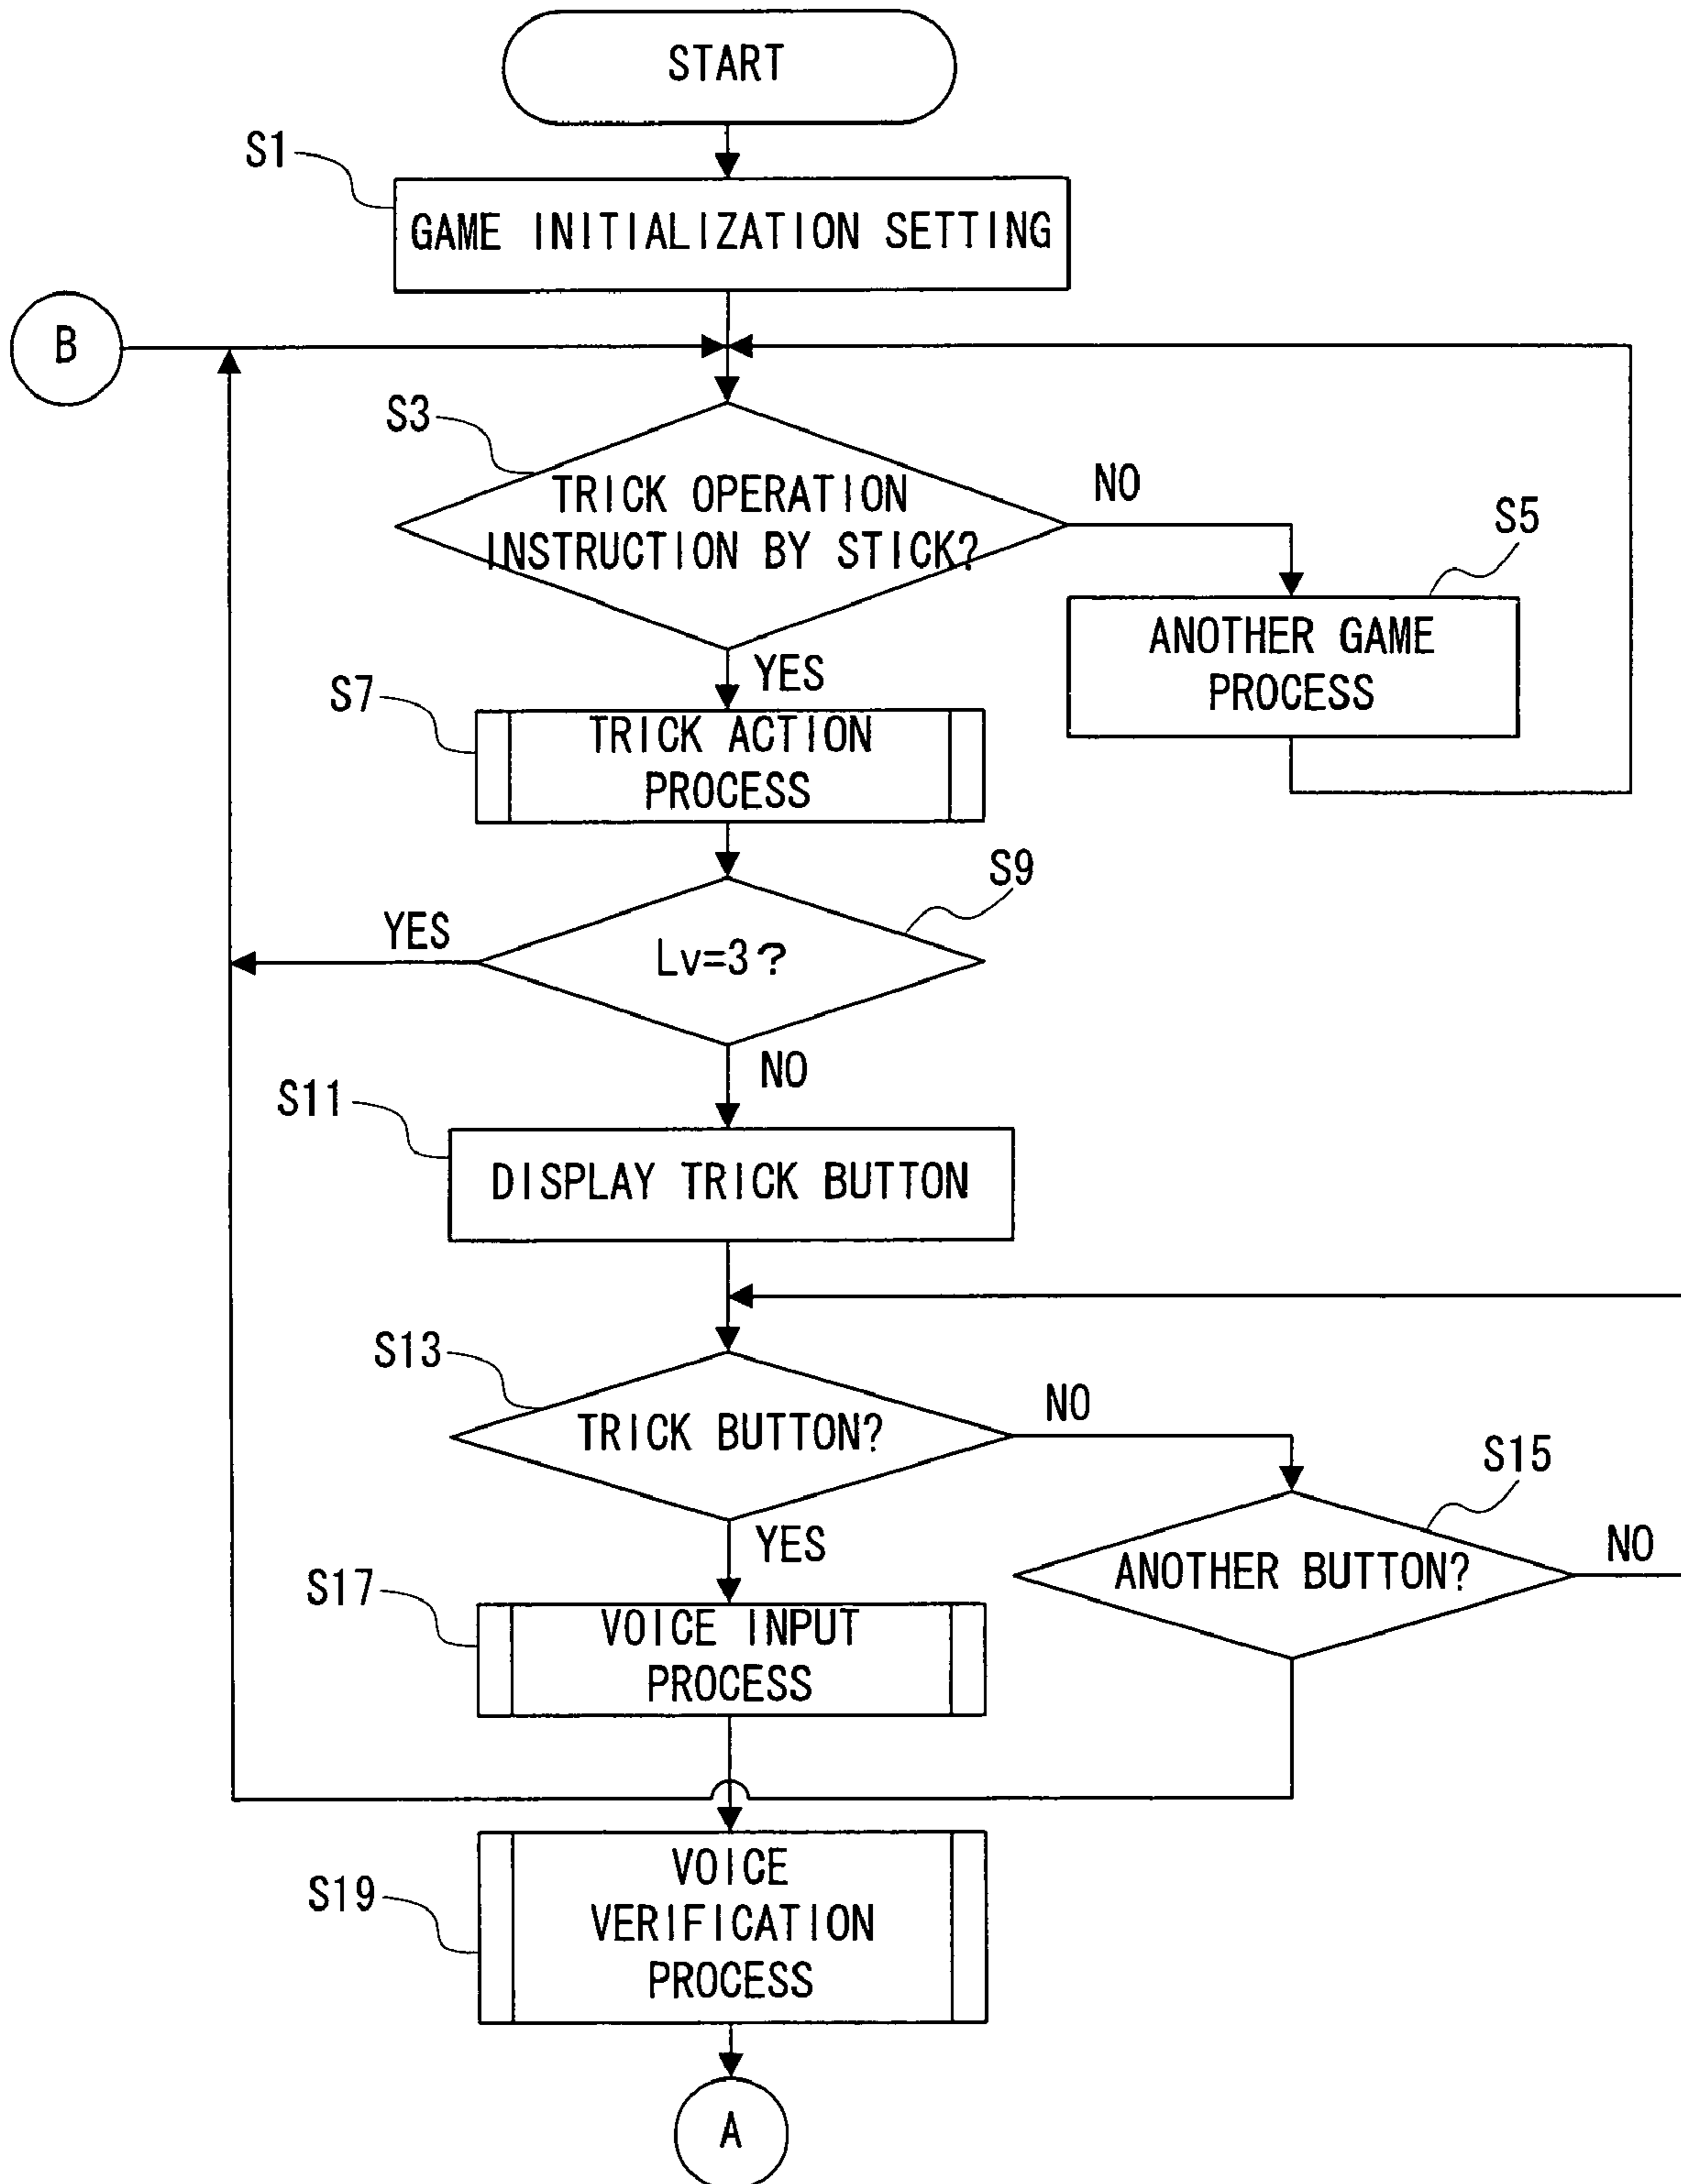 START
S1
GAME INITIALIZATION SETTING
B
S3
TRICK OPERATION
INSTRUCTION BY STICK?
NO
S5
ANOTHER GAME
PROCESS
YES
S7
TRICK ACTION
PROCESS
S9
YES
Lv=3?
NO
S11
DISPLAY TRICK BUTTON
S13
TRICK BUTTON?
NO
S15
ANOTHER BUTTON?
NO
YES
S17
VOICE INPUT
PROCESS
S19
VOICE
VERIFICATION
PROCESS
A